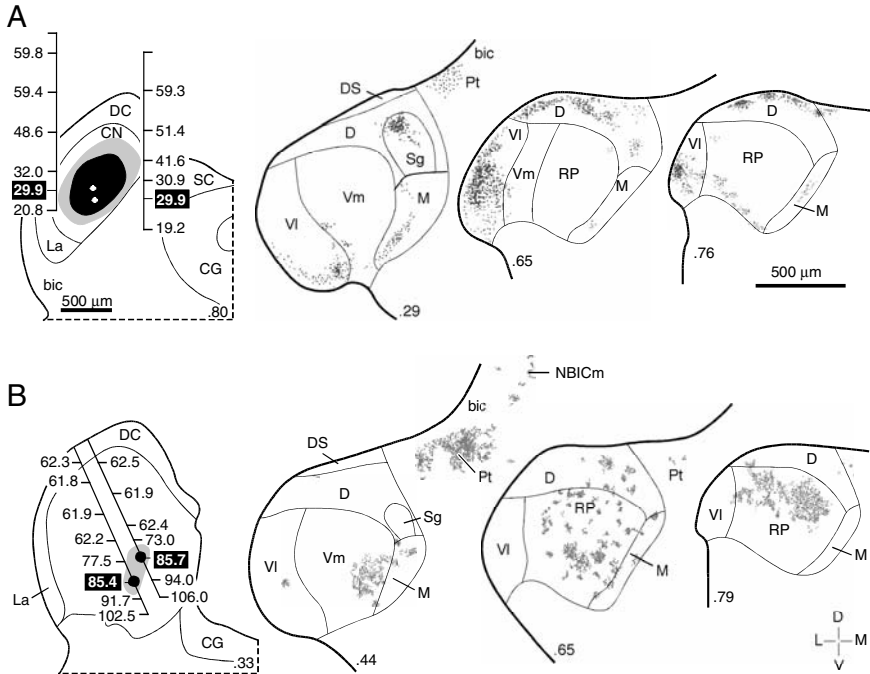 A
59.8
59.4
48.6
32.0
29.9
20.8
La
bic
500 µm
DC
CN
59.3
51.4
41.6
30.9
29.9
19.2
SC
CG
.80
bic
Pt
DS
D
Sg
Vm
M
Vl
.29
D
Vl
Vm
RP
M
.65
D
Vl
RP
M
.76
500 µm
B
DC
62.3
62.5
61.8
61.9
61.9
62.4
62.2
73.0
77.5
85.7
85.4
94.0
91.7
106.0
102.5
La
CG
.33
NBICm
bic
DS
Pt
D
Sg
Vm
Vl
M
.44
D
Pt
RP
Vl
M
.65
D
Vl
RP
M
.79
D
L M
V